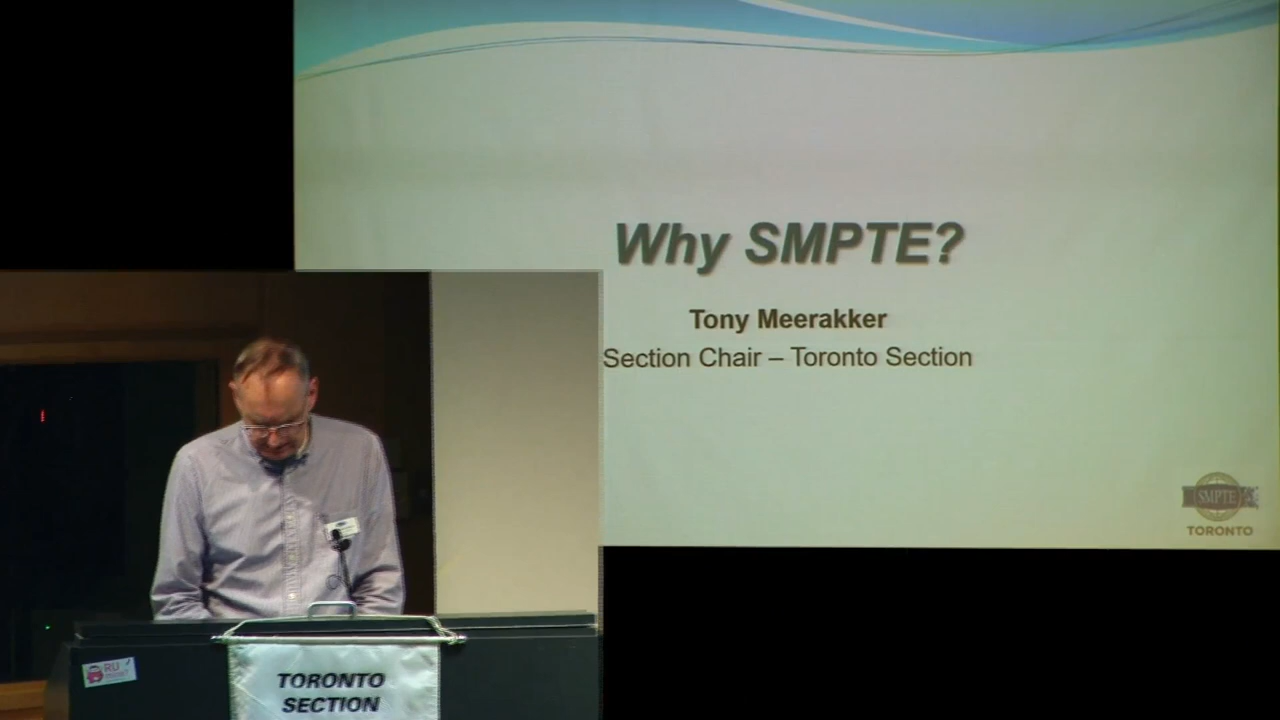 Why SMPTE?
Tony Meerakker
Section Chair – Toronto Section
SMPTE
TORONTO
RU
TORONTO
SECTION